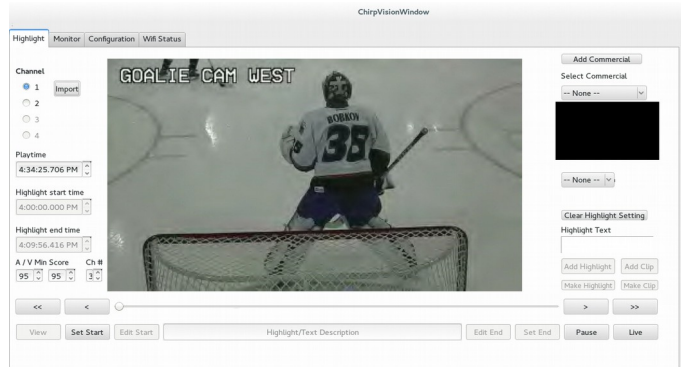 ChirpVisionWindow
Highlight Monitor Configuration Wifi Status
Channel
1
Import
2
3
4
Playtime
4:34:25.706 PM
Highlight start time
4:00:00.000 PM
Highlight end time
4:09:56.416 PM
A / V Min Score Ch #
95 95 3
GOALIE CAM WEST
BOBKOV
35
Add Commercial
Select Commercial
-- None --
-- None --
Clear Highlight Setting
Highlight Text
Add Highlight Add Clip
Make Highlight Make Clip
<< < > >>
View Set Start Edit Start Highlight/Text Description Edit End Set End Pause Live